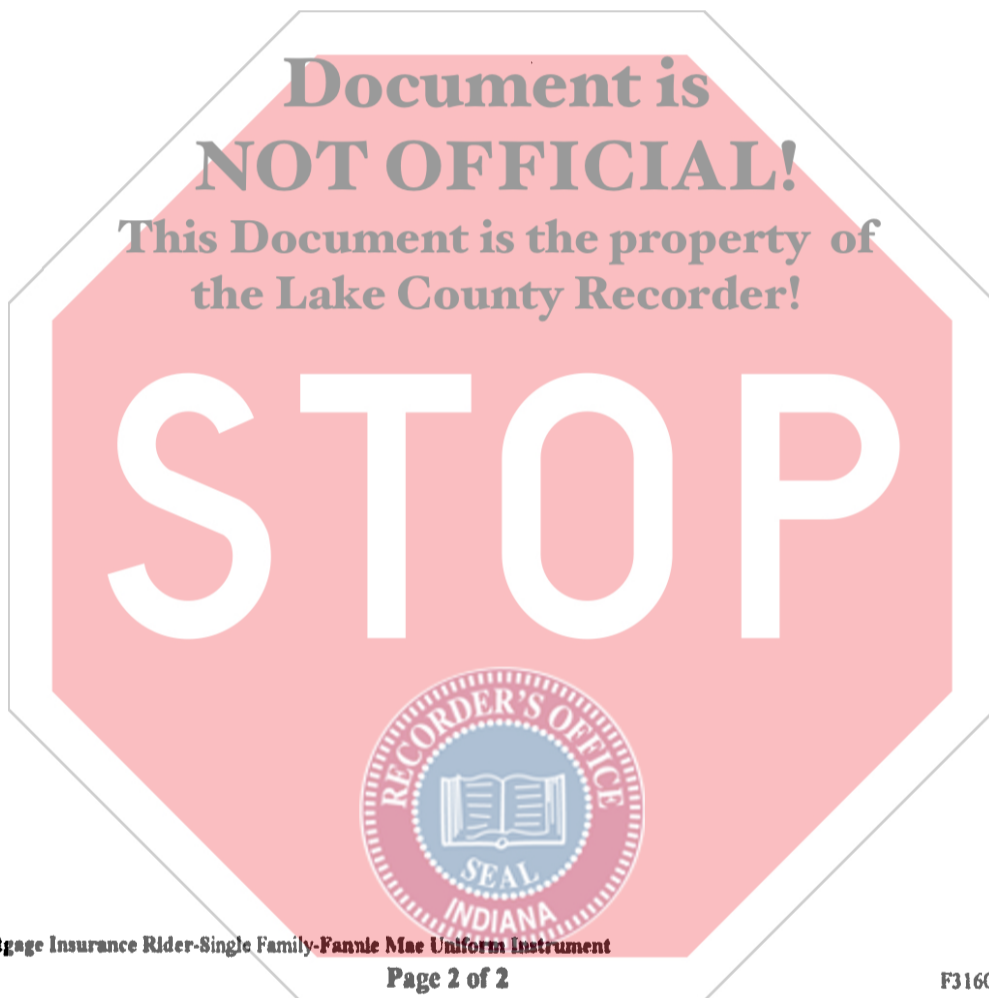 Document is
NOT OFFICIAL!
This Document is the property of
the Lake County Recorder!
STOP
RECORDER'S OFFICE
SEAL
INDIANA
Insurance Rider-Single Family-Fannie Mae Uniform Instrument
Page 2 of 2